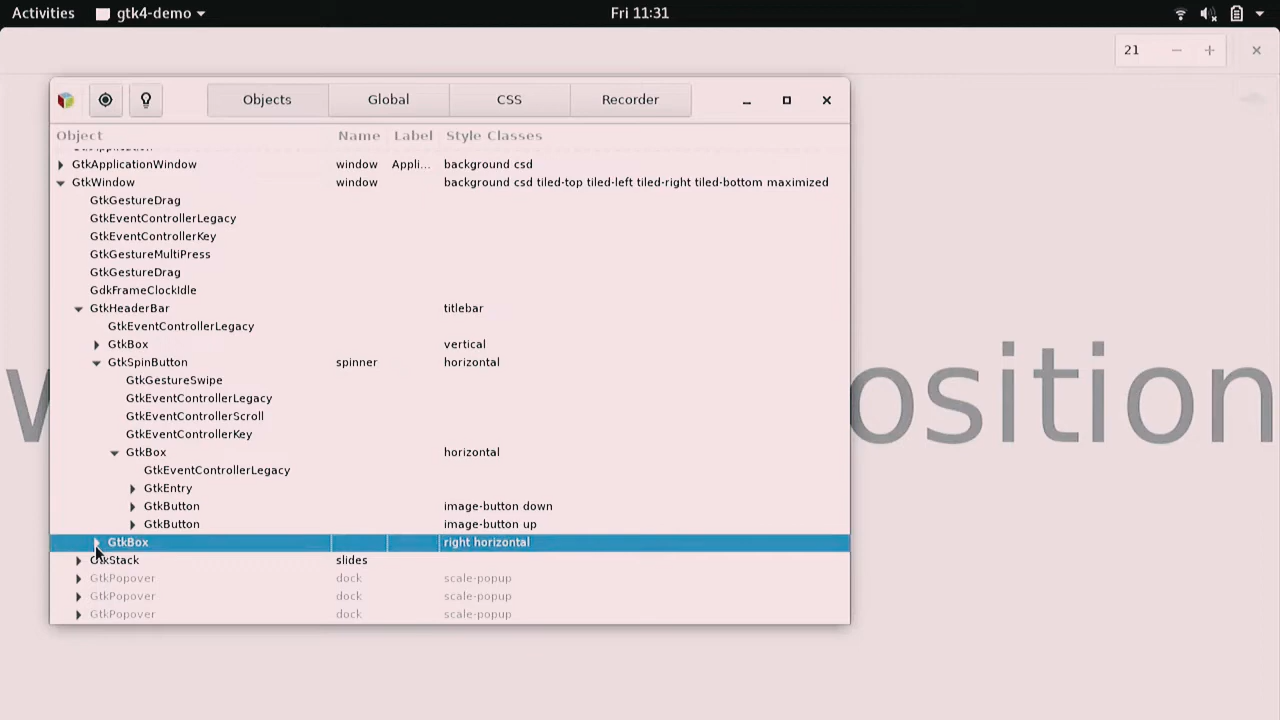 Activities gtk4-demo Fri 11:31
21
Objects Global CSS Recorder
Object Name Label Style Classes
GtkApplication
GtkApplicationWindow window Appli... background csd
GtkWindow window background csd tiled-top tiled-left tiled-right tiled-bottom maximized
GtkGestureDrag
GtkEventControllerLegacy
GtkEventControllerKey
GtkGestureMultiPress
GtkGestureDrag
GdkFrameClockIdle
GtkHeaderBar titlebar
GtkEventControllerLegacy
GtkBox vertical
GtkSpinButton spinner horizontal
GtkGestureSwipe
GtkEventControllerLegacy
GtkEventControllerScroll
GtkEventControllerKey
GtkBox horizontal
GtkEventControllerLegacy
GtkEntry
GtkButton image-button down
GtkButton image-button up
GtkBox right horizontal
GtkStack slides
GtkPopover dock scale-popup
GtkPopover dock scale-popup
GtkPopover dock scale-popup
osition